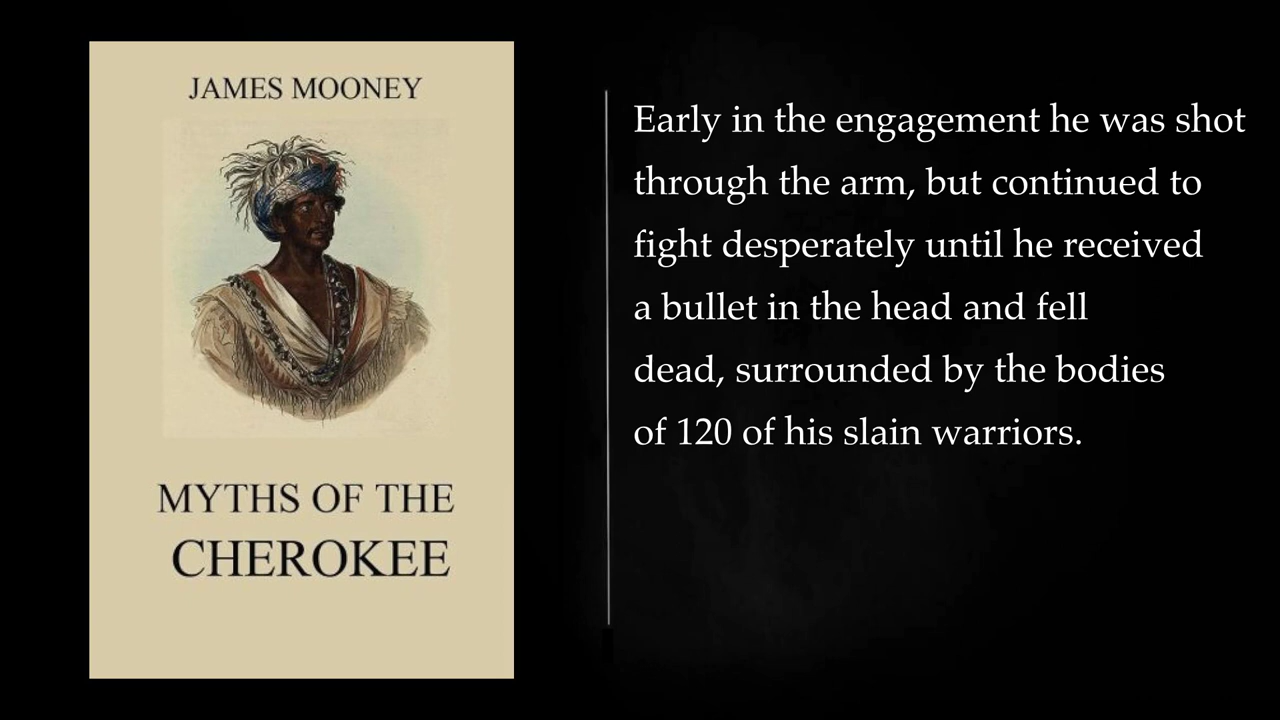 JAMES MOONEY
MYTHS OF THE
CHEROKEE
Early in the engagement he was shot
through the arm, but continued to
fight desperately until he received
a bullet in the head and fell
dead, surrounded by the bodies
of 120 of his slain warriors.